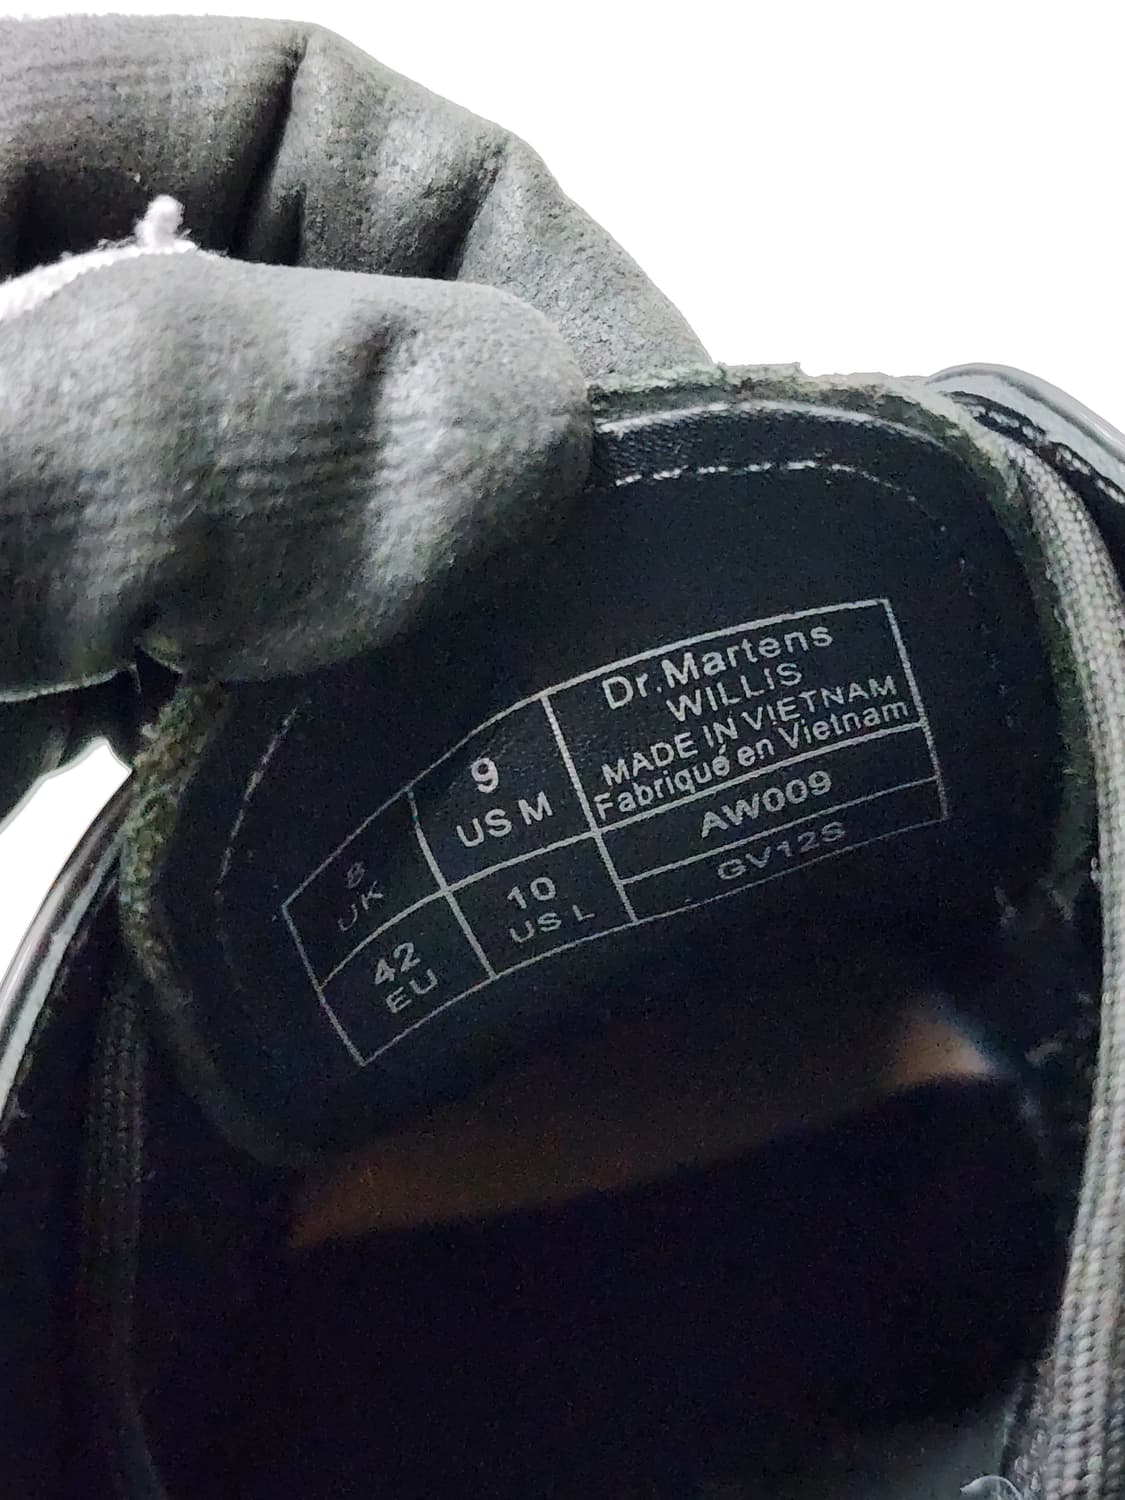 8
UK
9
US M
42
EU
10
US L
Dr.Martens
WILLIS
MADE IN VIETNAM
Fabriqué en Vietnam
AW009
GV12S